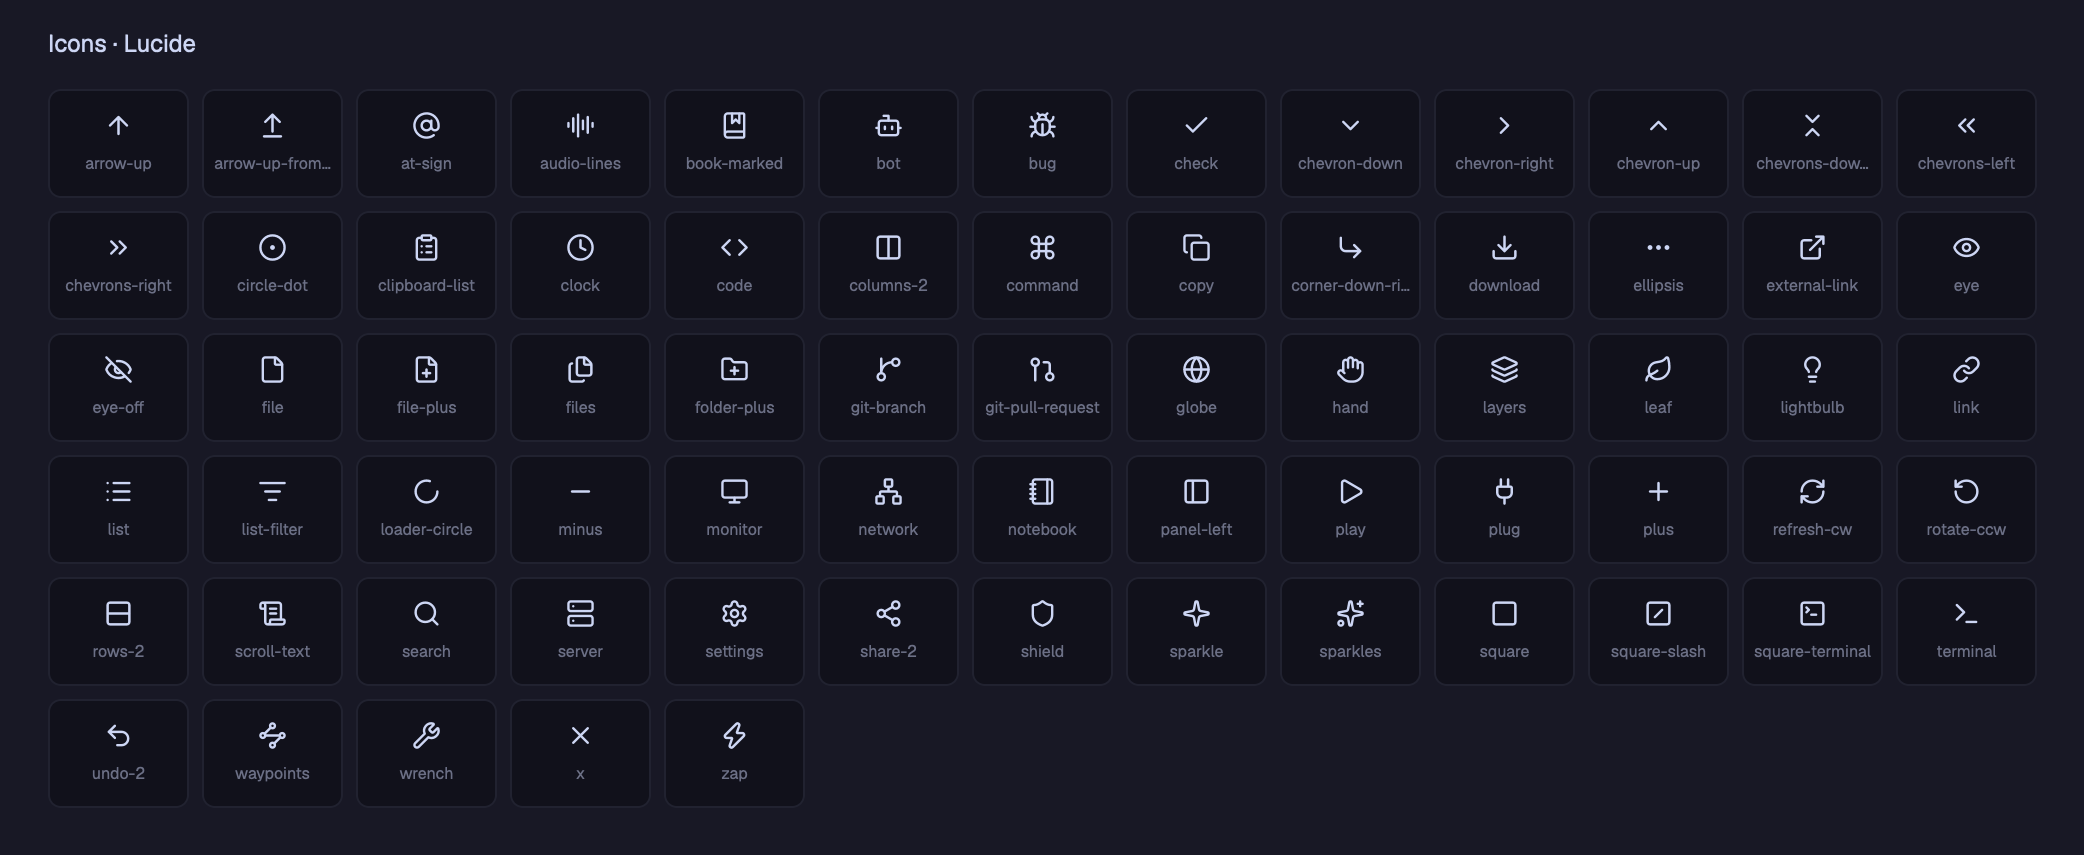 Icons · Lucide
arrow-up
arrow-up-from...
at-sign
audio-lines
book-marked
bot
bug
check
chevron-down
chevron-right
chevron-up
chevrons-dow...
chevrons-left
chevrons-right
circle-dot
clipboard-list
clock
code
columns-2
command
copy
corner-down-ri...
download
ellipsis
external-link
eye
eye-off
file
file-plus
files
folder-plus
git-branch
git-pull-request
globe
hand
layers
leaf
lightbulb
link
list
list-filter
loader-circle
minus
monitor
network
notebook
panel-left
play
plug
plus
refresh-cw
rotate-ccw
rows-2
scroll-text
search
server
settings
share-2
shield
sparkle
sparkles
square
square-slash
square-terminal
terminal
undo-2
waypoints
wrench
x
zap